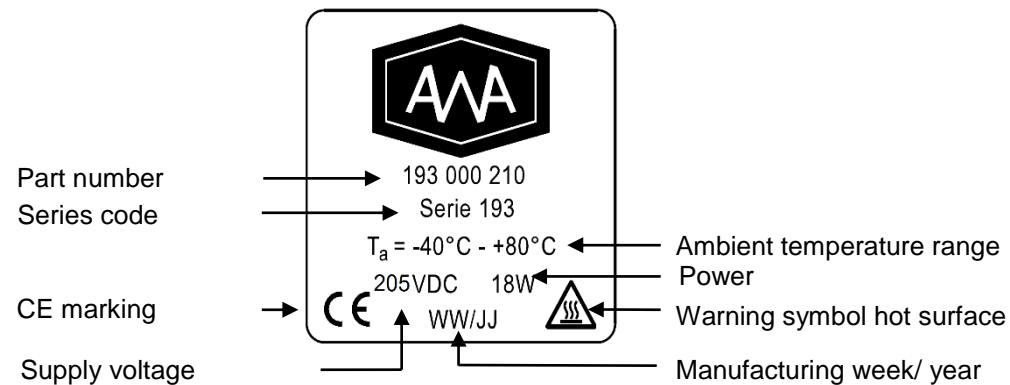 AWA
Part number
193 000 210
Series code
Serie 193
Ta = -40°C - +80°C
Ambient temperature range
205VDC 18W
Power
CE marking
CE
WW/JJ
Warning symbol hot surface
Supply voltage
Manufacturing week/ year